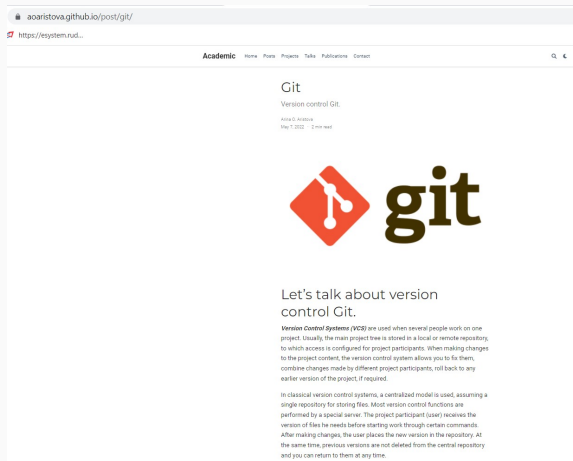 aoaristova.github.io/post/git/
https://esystem.rud...
Academic Home Posts Projects Talks Publications Contact
Git
Version control Git.
Anna O. Aristova
May 7, 2022 2 min read
git
Let's talk about version
control Git.
Version Control Systems (VCS) are used when several people work on one
project. Usually, the main project tree is stored in a local or remote repository,
to which access is configured for project participants. When making changes
to the project content, the version control system allows you to fix them,
combine changes made by different project participants, roll back to any
earlier version of the project, if required.
In classical version control systems, a centralized model is used, assuming a
single repository for storing files. Most version control functions are
performed by a special server. The project participant (user) receives the
version of files he needs before starting work through certain commands.
After making changes, the user places the new version in the repository. At
the same time, previous versions are not deleted from the central repository
and you can return to them at any time.